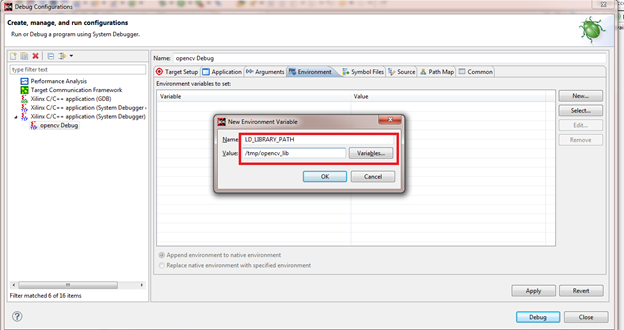 Debug Configurations
Create, manage, and run configurations
Run or Debug a program using System Debugger.
type filter text
Performance Analysis
Target Communication Framework
Xilinx C/C++ application (GDB)
Xilinx C/C++ application (System Debugger
Xilinx C/C++ application (System Debugger)
opencv Debug
Filter matched 6 of 16 items
Name: opencv Debug
Target Setup Application Arguments Environment Symbol Files Source Path Map Common
Environment variables to set:
Variable Value
New...
Select...
Edit...
Remove
New Environment Variable
Name: LD_LIBRARY_PATH
Value: /tmp/opencv_lib Variables...
OK Cancel
Append environment to native environment
Replace native environment with specified environment
Apply Revert
Debug Close